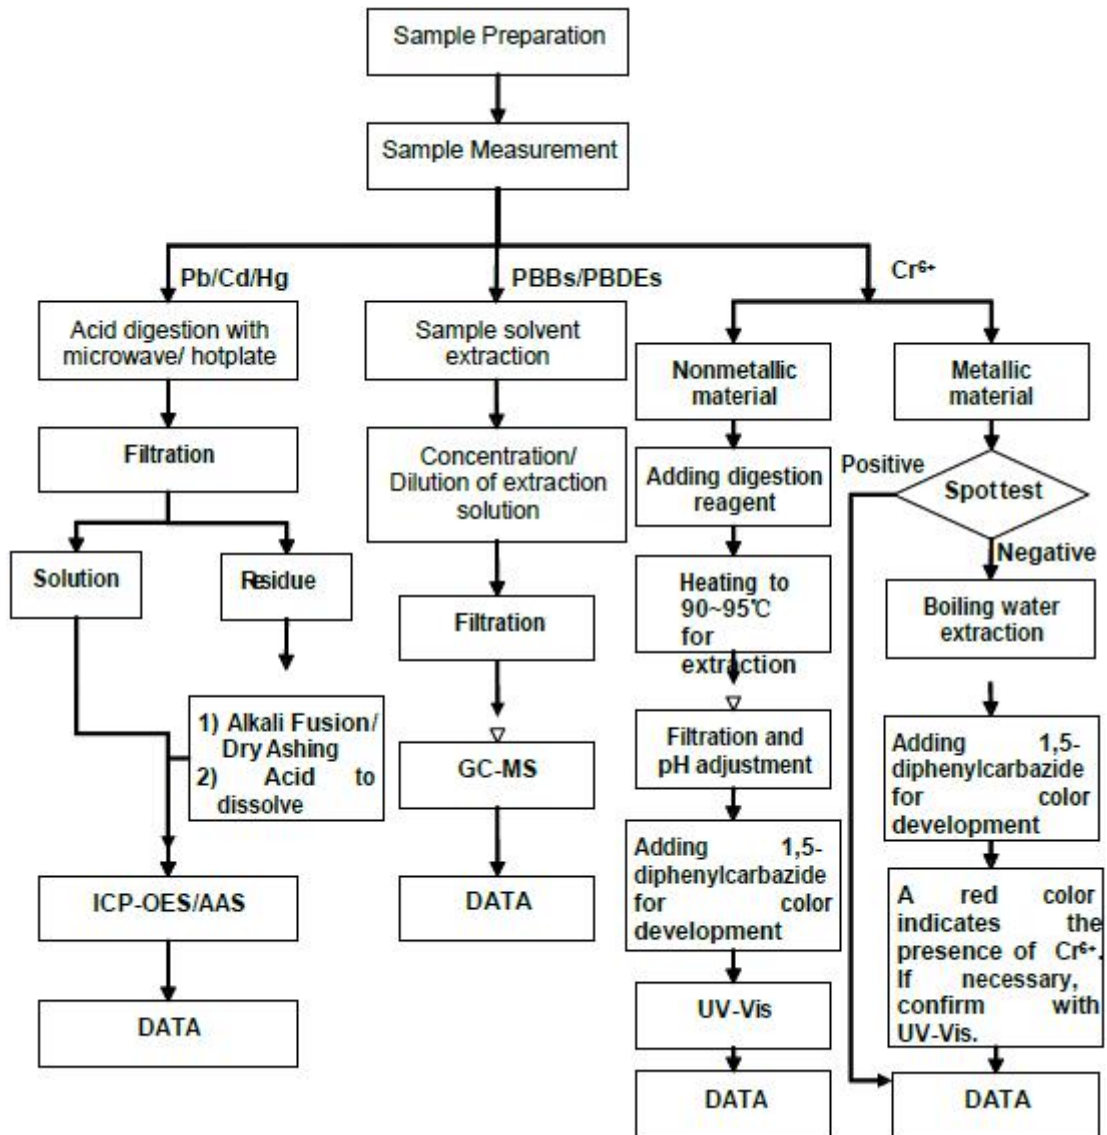 Sample Preparation
Sample Measurement
Pb/Cd/Hg
PBBs/PBDEs
Cr⁶⁺
Acid digestion with
microwave/ hotplate
Filtration
Solution
Residue
1) Alkali Fusion/
Dry Ashing
2) Acid to
dissolve
ICP-OES/AAS
DATA
Sample solvent
extraction
Concentration/
Dilution of extraction
solution
Filtration
GC-MS
DATA
Nonmetallic
material
Adding digestion
reagent
Heating to
90~95℃
for
extraction
Filtration and
pH adjustment
Adding 1,5-
diphenylcarbazide
for color
development
UV-Vis
DATA
Metallic
material
Positive
Spot test
Negative
Boiling water
extraction
Adding 1,5-
diphenylcarbazide
for color
development
A red color
indicates the
presence of Cr⁶⁺.
If necessary,
confirm with
UV-Vis.
DATA